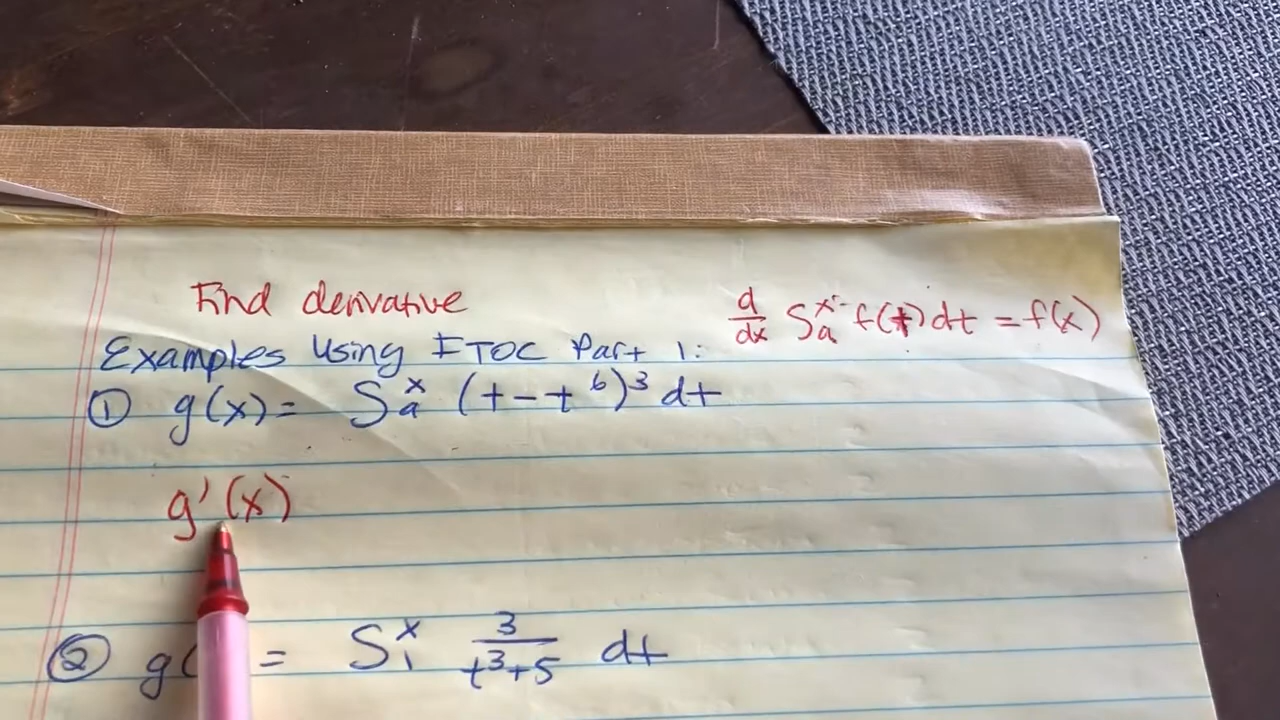 Find derivative
d/dx ∫ₐˣ f(t)dt = f(x)
Examples Using FTOC Part 1:
① g(x) = ∫ₐˣ (t-t⁶)³ dt
g'(x)
② g( = ∫₁ˣ 3/(t³+5) dt